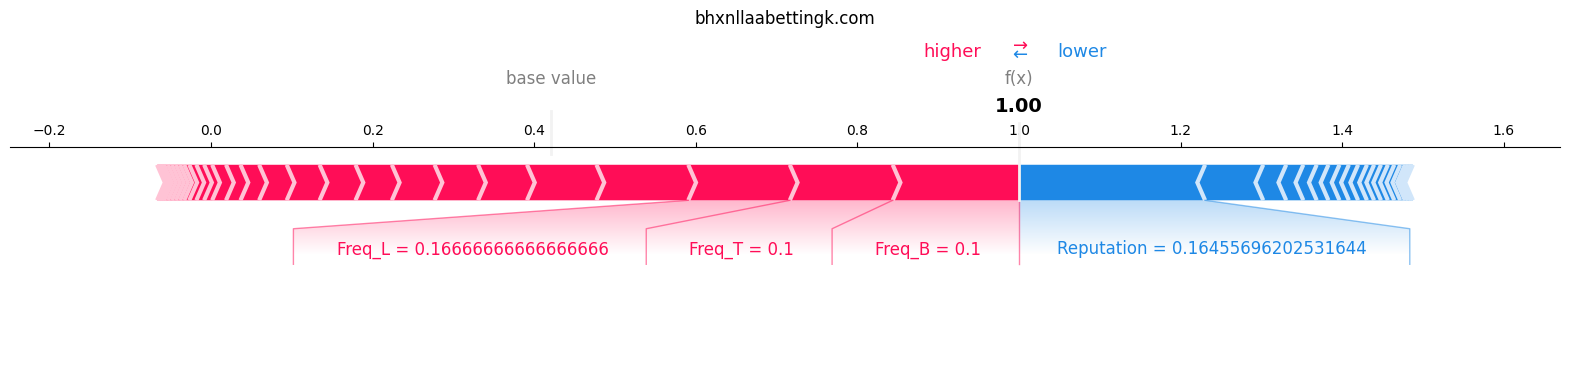 bhxnllaabettingk.com
higher ⇄ lower
base value f(x)
1.00
−0.2 0.0 0.2 0.4 0.6 0.8 1.0 1.2 1.4 1.6
Freq_L = 0.16666666666666666 Freq_T = 0.1 Freq_B = 0.1 Reputation = 0.16455696202531644